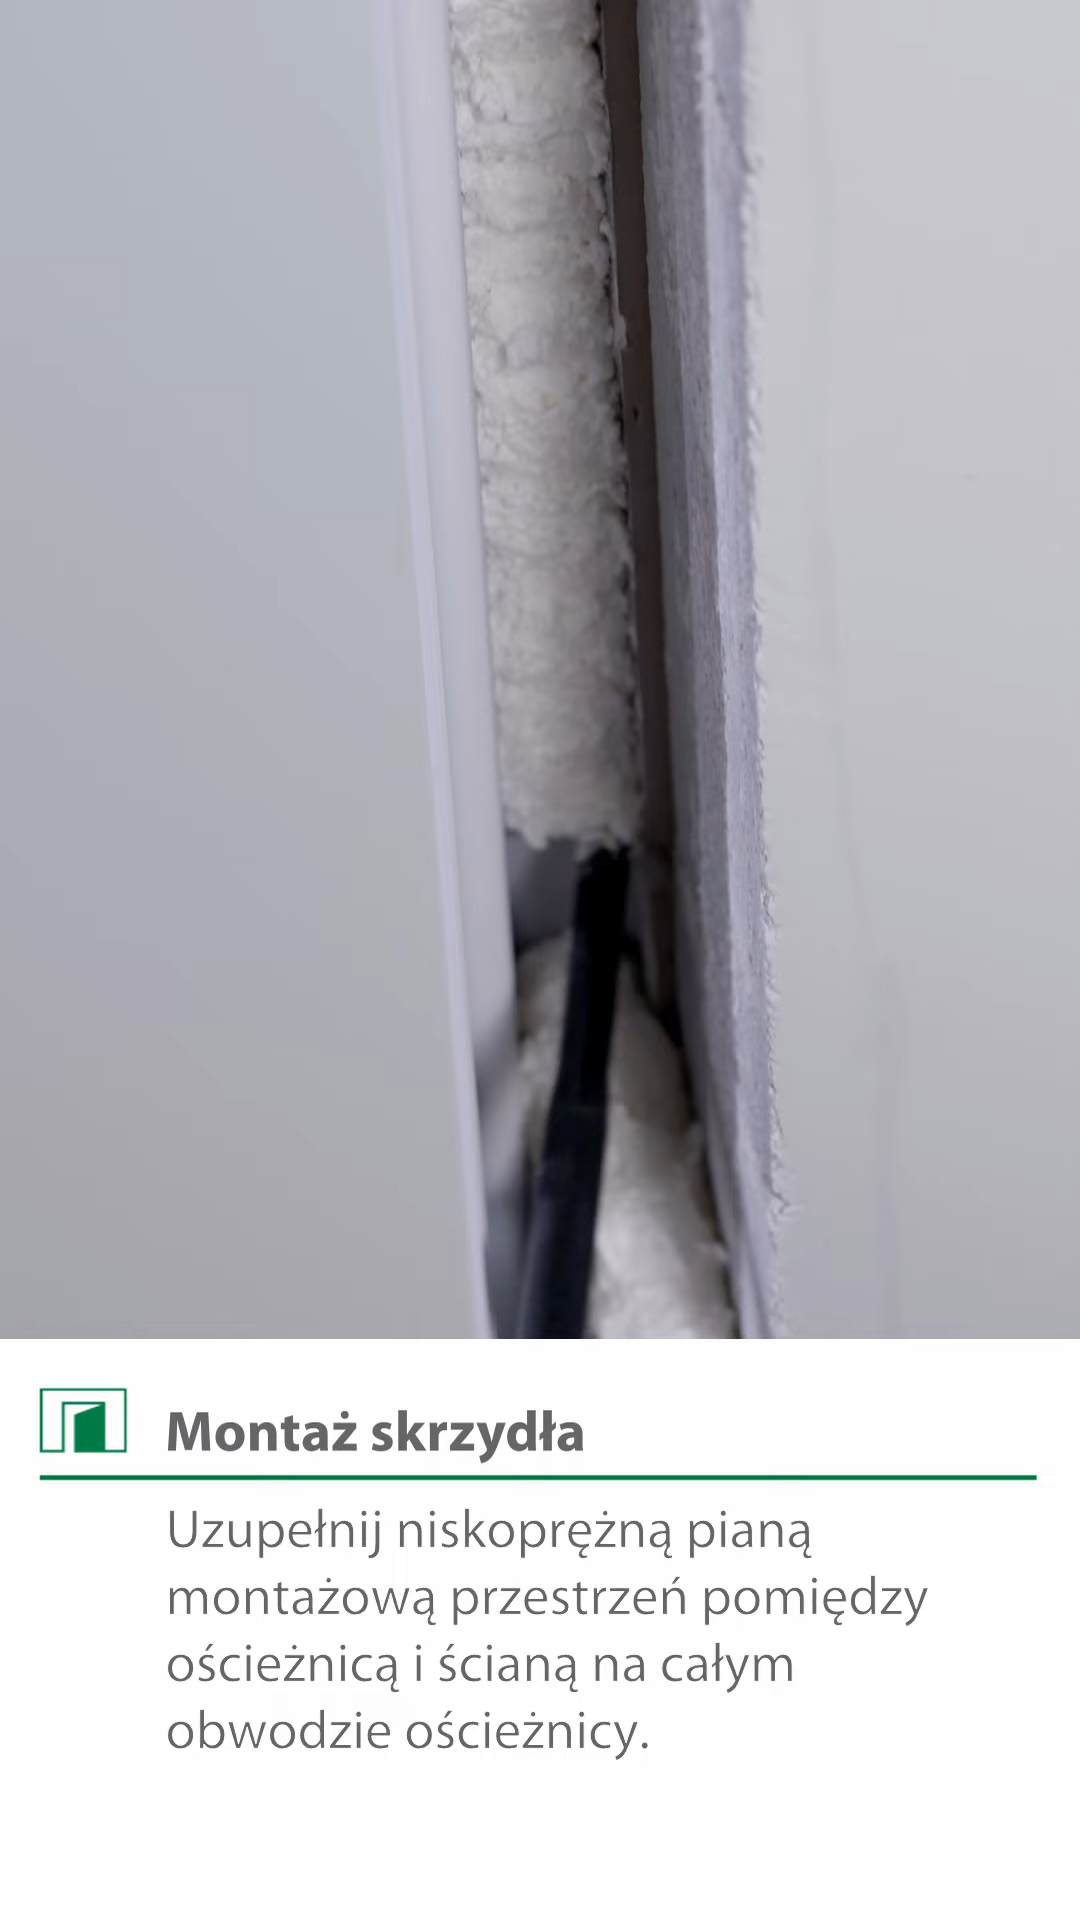 Montaż skrzydła
Uzupełnij niskoprężną pianą
montażową przestrzeń pomiędzy
ościeżnicą i ścianą na całym
obwodzie ościeżnicy.